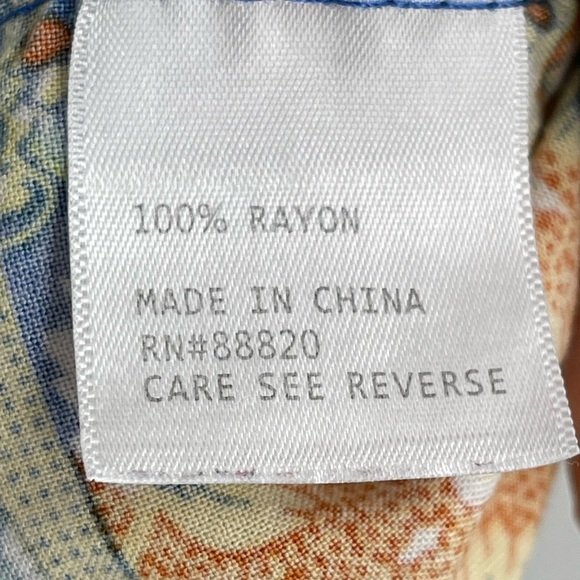 100% RAYON
MADE IN CHINA
RN#88820
CARE SEE REVERSE